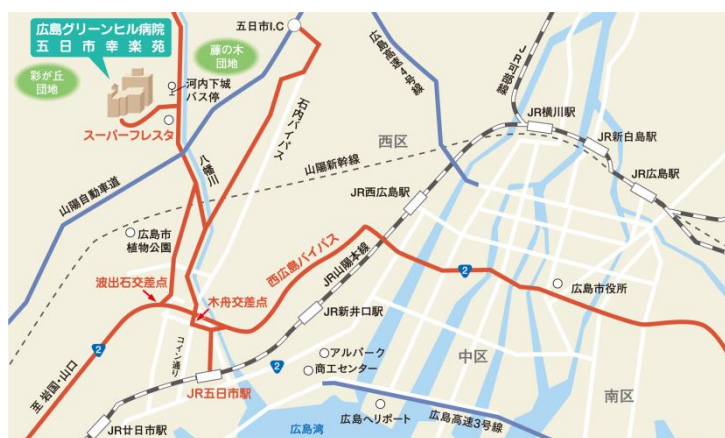 広島グリーンヒル病院
五日市幸楽苑
彩が丘
団地
藤の木
団地
五日市I.C
河内下城
バス停
スーパーフレスタ
石内バイパス
八幡川
山陽自動車道
広島高速4号線
西区
山陽新幹線
JR可部線
JR横川駅
JR新白島駅
JR広島駅
JR西広島駅
広島市
植物公園
波出石交差点
木舟交差点
西広島バイパス
JR山陽本線
2
広島市役所
JR新井口駅
2
至 岩国・山口
コイン通り
2
アルパーク
商工センター
中区
南区
JR五日市駅
JR廿日市駅
広島湾
広島ヘリポート
広島高速3号線